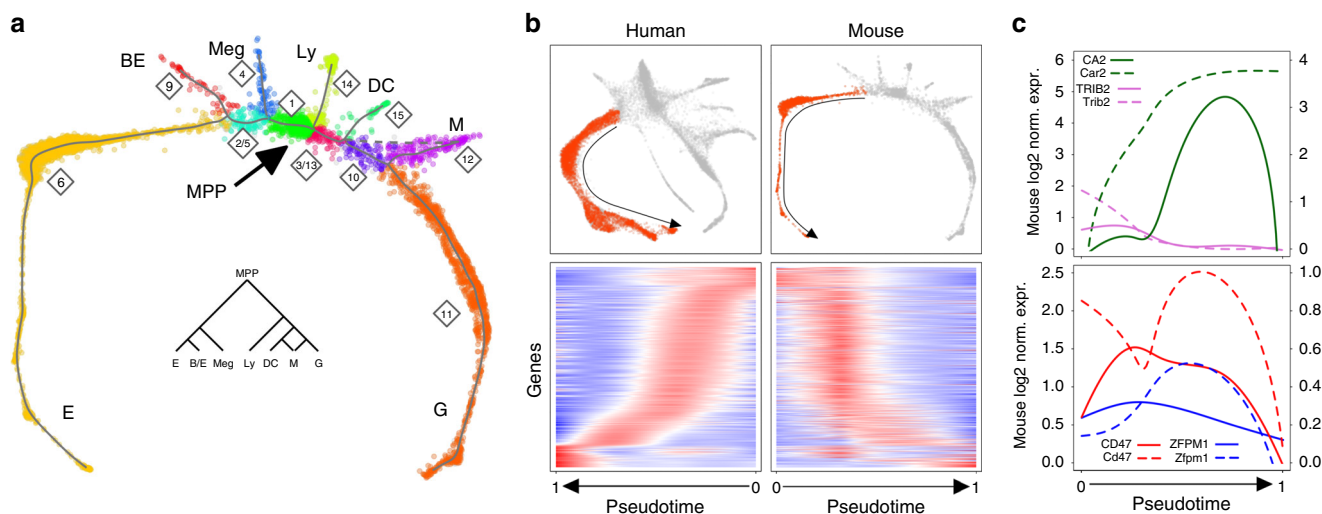 a
BE
Meg
Ly
DC
M
9
4
1
14
15
2/5
3/13
10
12
6
MPP
11
MPP
E B/E Meg Ly DC M G
E
G
b
Human Mouse
Genes
1 0 0 1
Pseudotime Pseudotime
c
CA2
Car2
TRIB2
Trib2
Mouse log2 norm. expr.
6
5
4
3
2
1
0
4
3
2
1
0
Mouse log2 norm. expr.
2.5
2.0
1.5
1.0
0.5
0.0
1.0
0.8
0.6
0.4
0.2
0.0
CD47 ZFPM1
Cd47 Zfpm1
0 1
Pseudotime